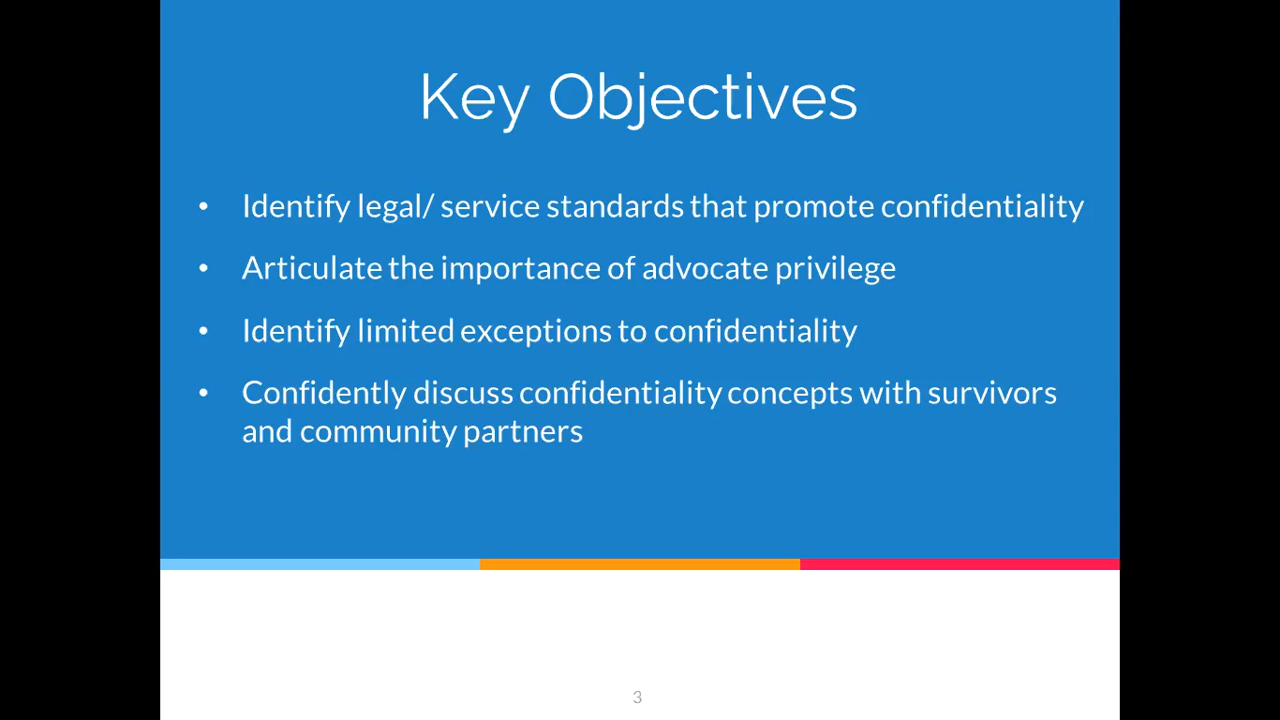 Key Objectives
• Identify legal/ service standards that promote confidentiality
• Articulate the importance of advocate privilege
• Identify limited exceptions to confidentiality
• Confidently discuss confidentiality concepts with survivors
and community partners
3